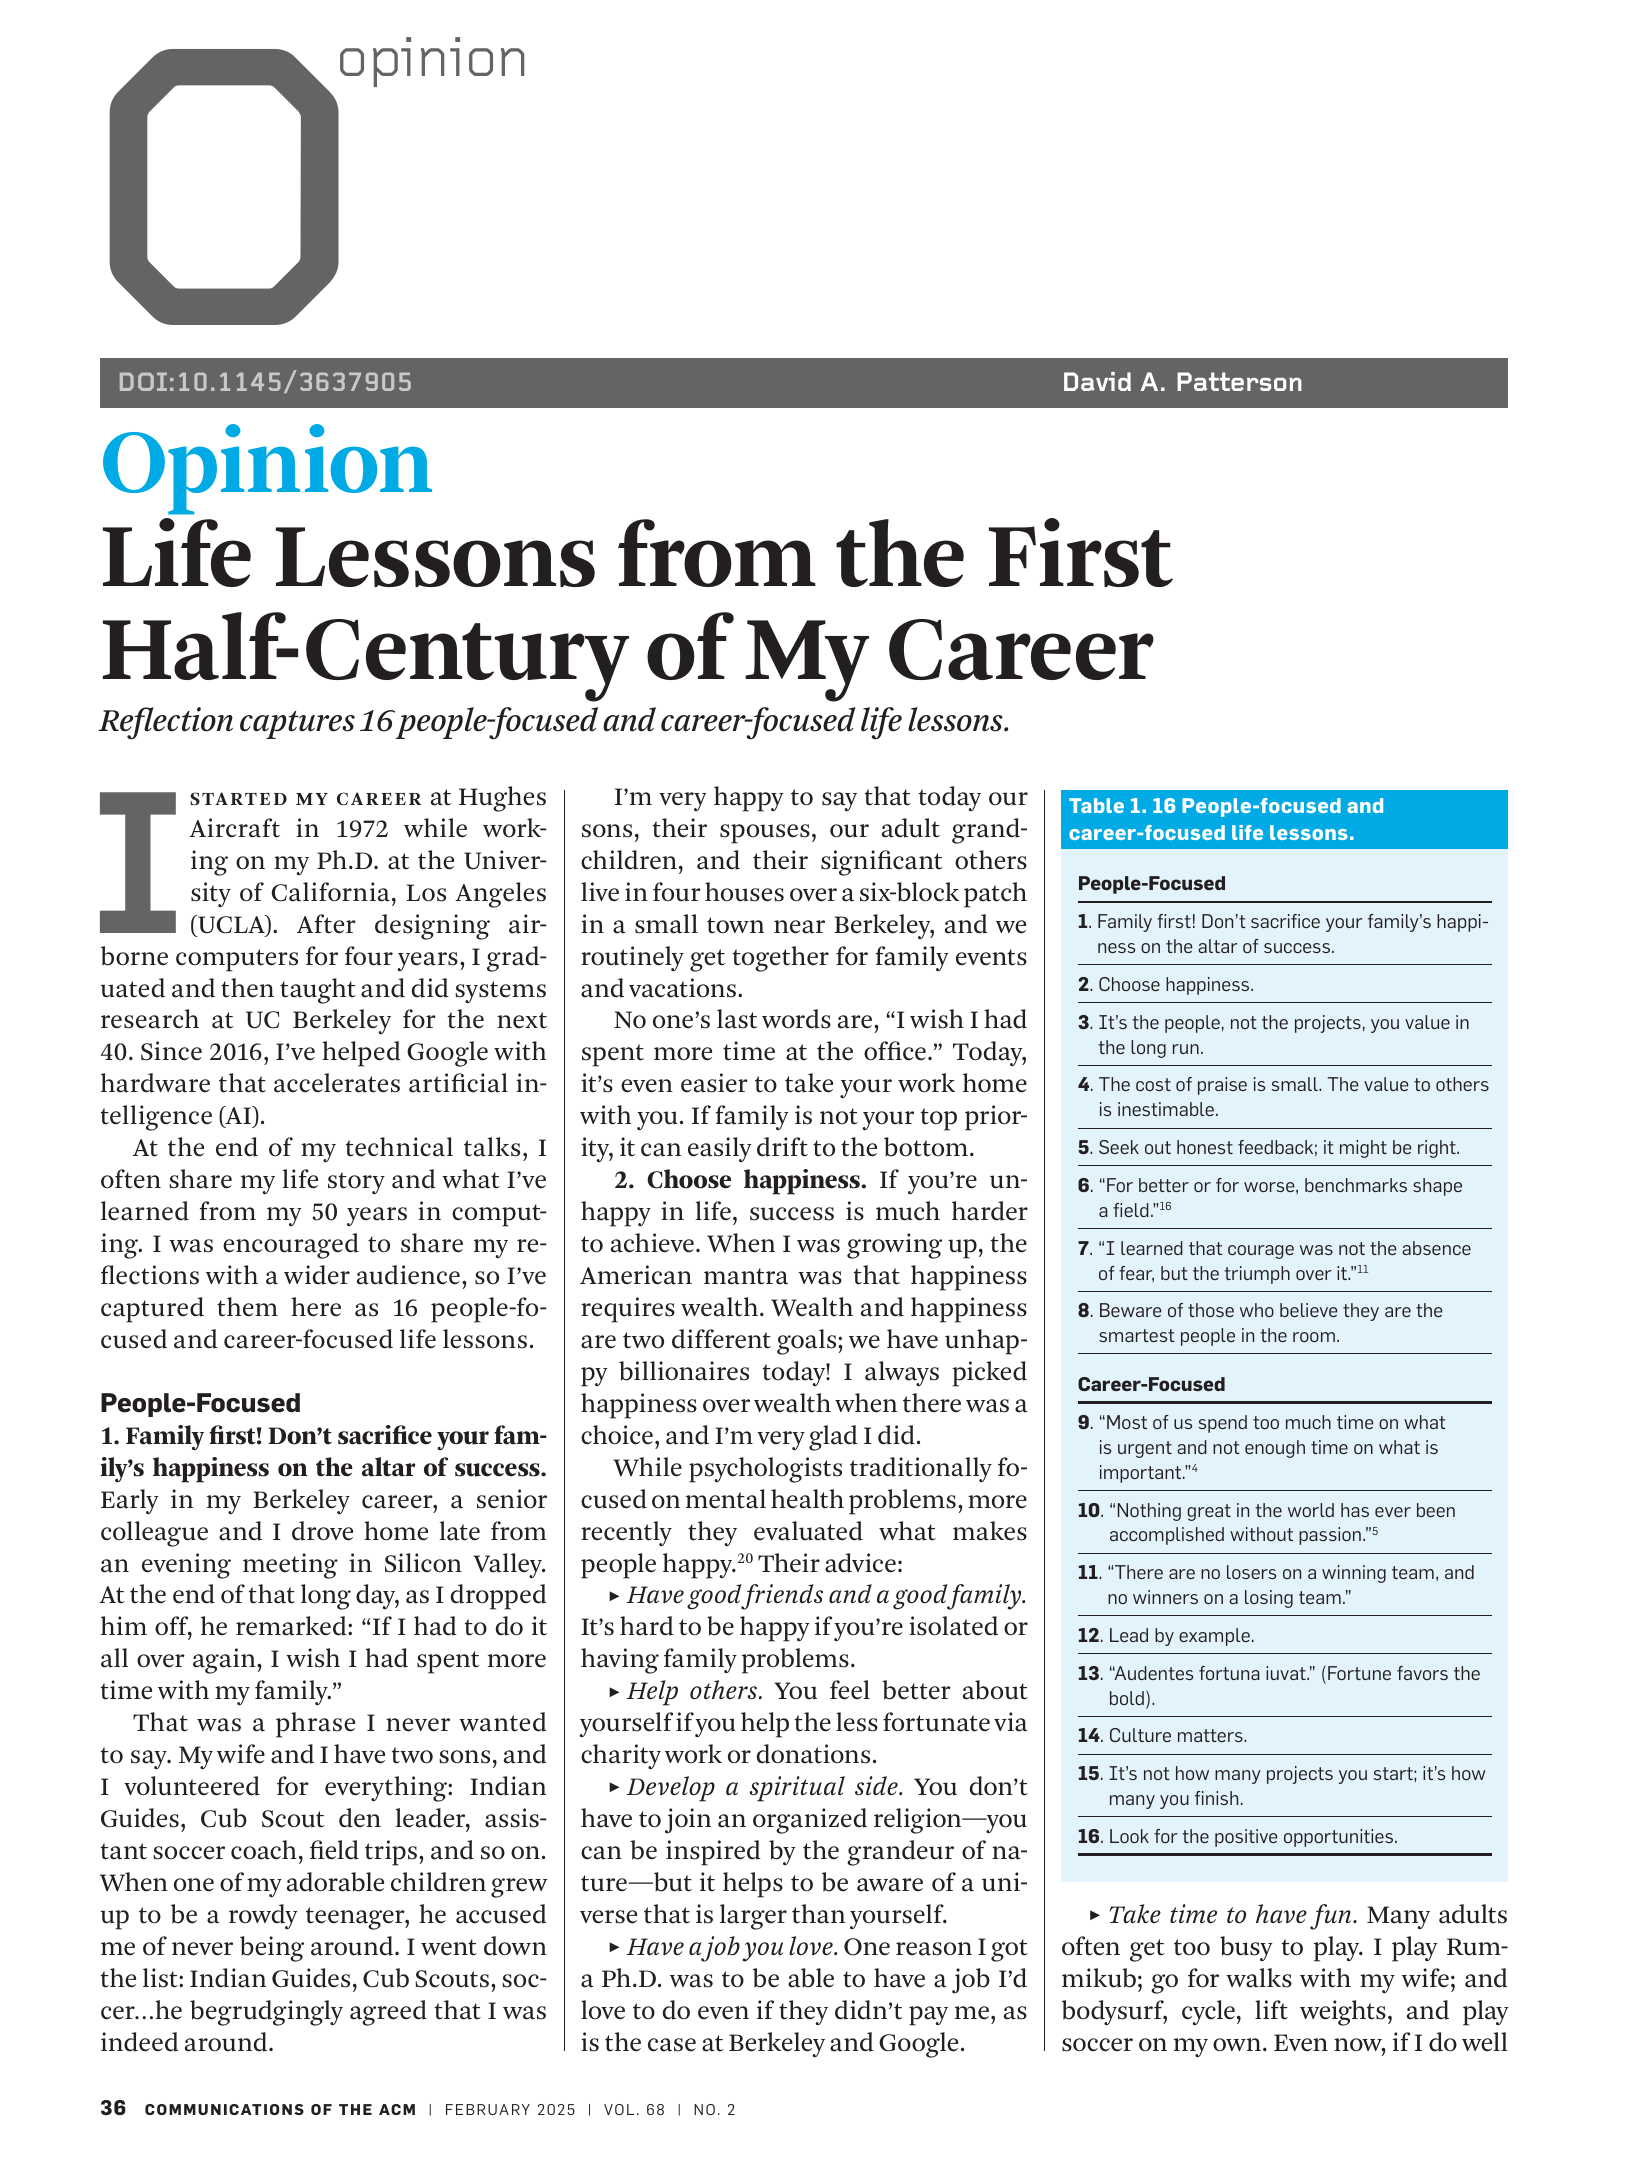 opinion
DOI:10.1145/3637905
David A. Patterson
Opinion
Life Lessons from the First
Half-Century of My Career
Reflection captures 16 people-focused and career-focused life lessons.
I STARTED MY CAREER at Hughes
Aircraft in 1972 while work-
ing on my Ph.D. at the Univer-
sity of California, Los Angeles
(UCLA). After designing air-
borne computers for four years, I grad-
uated and then taught and did systems
research at UC Berkeley for the next
40. Since 2016, I've helped Google with
hardware that accelerates artificial in-
telligence (AI).
At the end of my technical talks, I
often share my life story and what I've
learned from my 50 years in comput-
ing. I was encouraged to share my re-
flections with a wider audience, so I've
captured them here as 16 people-fo-
cused and career-focused life lessons.
People-Focused
1. Family first! Don't sacrifice your fam-
ily's happiness on the altar of success.
Early in my Berkeley career, a senior
colleague and I drove home late from
an evening meeting in Silicon Valley.
At the end of that long day, as I dropped
him off, he remarked: “If I had to do it
all over again, I wish I had spent more
time with my family.”
That was a phrase I never wanted
to say. My wife and I have two sons, and
I volunteered for everything: Indian
Guides, Cub Scout den leader, assis-
tant soccer coach, field trips, and so on.
When one of my adorable children grew
up to be a rowdy teenager, he accused
me of never being around. I went down
the list: Indian Guides, Cub Scouts, soc-
cer…he begrudgingly agreed that I was
indeed around.
I'm very happy to say that today our
sons, their spouses, our adult grand-
children, and their significant others
live in four houses over a six-block patch
in a small town near Berkeley, and we
routinely get together for family events
and vacations.
No one's last words are, “I wish I had
spent more time at the office.” Today,
it's even easier to take your work home
with you. If family is not your top prior-
ity, it can easily drift to the bottom.
2. Choose happiness. If you're un-
happy in life, success is much harder
to achieve. When I was growing up, the
American mantra was that happiness
requires wealth. Wealth and happiness
are two different goals; we have unhap-
py billionaires today! I always picked
happiness over wealth when there was a
choice, and I'm very glad I did.
While psychologists traditionally fo-
cused on mental health problems, more
recently they evaluated what makes
people happy.20 Their advice:
▸ Have good friends and a good family.
It's hard to be happy if you're isolated or
having family problems.
▸ Help others. You feel better about
yourself if you help the less fortunate via
charity work or donations.
▸ Develop a spiritual side. You don't
have to join an organized religion—you
can be inspired by the grandeur of na-
ture—but it helps to be aware of a uni-
verse that is larger than yourself.
▸ Have a job you love. One reason I got
a Ph.D. was to be able to have a job I'd
love to do even if they didn't pay me, as
is the case at Berkeley and Google.
Table 1. 16 People-focused and
career-focused life lessons.
People-Focused
1. Family first! Don't sacrifice your family's happi-
ness on the altar of success.
2. Choose happiness.
3. It's the people, not the projects, you value in
the long run.
4. The cost of praise is small. The value to others
is inestimable.
5. Seek out honest feedback; it might be right.
6. “For better or for worse, benchmarks shape
a field.”16
7. “I learned that courage was not the absence
of fear, but the triumph over it.”11
8. Beware of those who believe they are the
smartest people in the room.
Career-Focused
9. “Most of us spend too much time on what
is urgent and not enough time on what is
important.”4
10. “Nothing great in the world has ever been
accomplished without passion.”5
11. “There are no losers on a winning team, and
no winners on a losing team.”
12. Lead by example.
13. “Audentes fortuna iuvat.” (Fortune favors the
bold).
14. Culture matters.
15. It's not how many projects you start; it's how
many you finish.
16. Look for the positive opportunities.
▸ Take time to have fun. Many adults
often get too busy to play. I play Rum-
mikub; go for walks with my wife; and
bodysurf, cycle, lift weights, and play
soccer on my own. Even now, if I do well
36 COMMUNICATIONS OF THE ACM | FEBRUARY 2025 | VOL. 68 | NO. 2